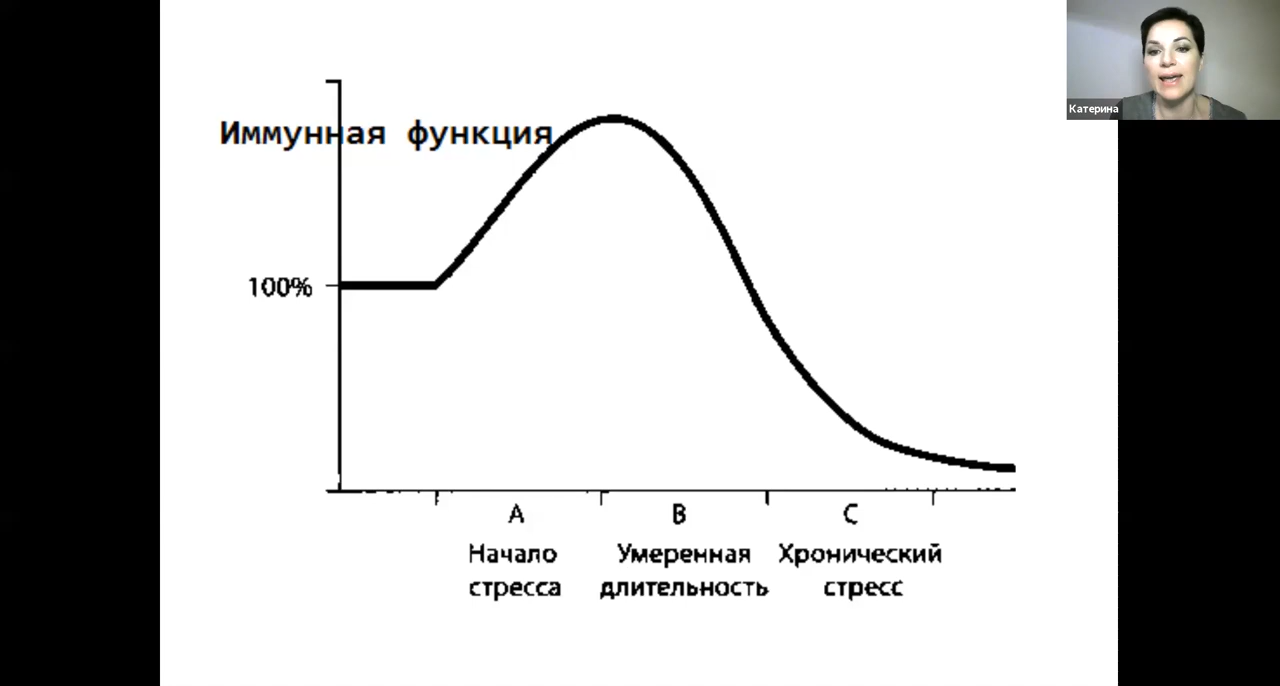 Катерина
Иммунная функция
100%
A
B
C
Начало
стресса
Умеренная
длительность
Хронический
стресс